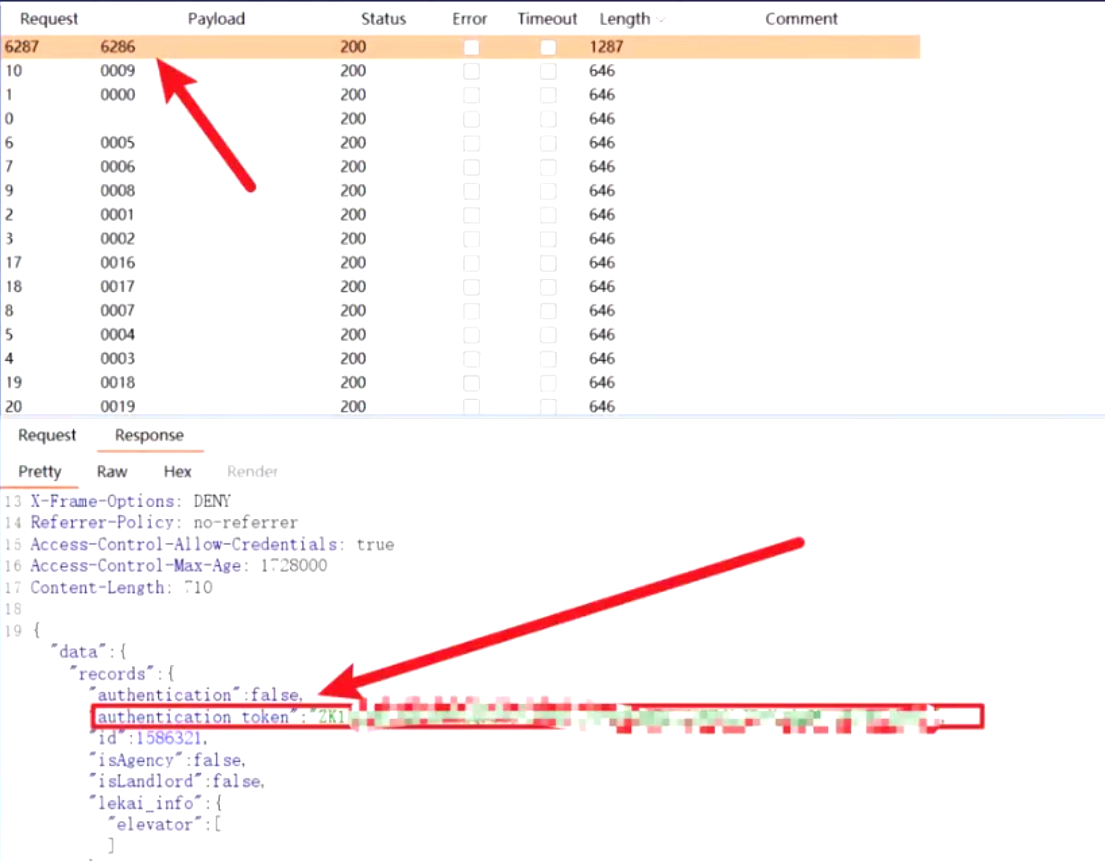 Request Payload Status Error Timeout Length Comment
6287 6286 200 1287
10 0009 200 646
1 0000 200 646
0 200 646
6 0005 200 646
7 0006 200 646
9 0008 200 646
2 0001 200 646
3 0002 200 646
17 0016 200 646
18 0017 200 646
8 0007 200 646
5 0004 200 646
4 0003 200 646
19 0018 200 646
20 0019 200 646
Request Response
Pretty Raw Hex Render
13 X-Frame-Options: DENY
14 Referrer-Policy: no-referrer
15 Access-Control-Allow-Credentials: true
16 Access-Control-Max-Age: 1728000
17 Content-Length: 710
18
19 {
"data":{
"records":{
"authentication":false,
"authentication_token":"ZK1
"id":1586321,
"isAgency":false,
"isLandlord":false,
"lekai_info":{
"elevator":[
]